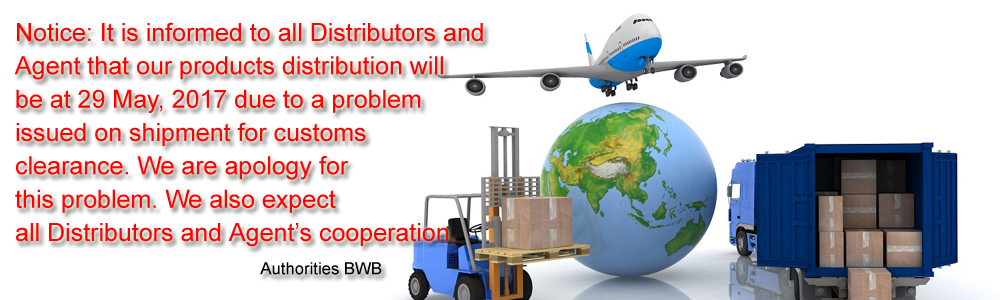 Notice: It is informed to all Distributors and
Agent that our products distribution will
be at 29 May, 2017 due to a problem
issued on shipment for customs
clearance. We are apology for
this problem. We also expect
all Distributors and Agent's cooperation.
Authorities BWB